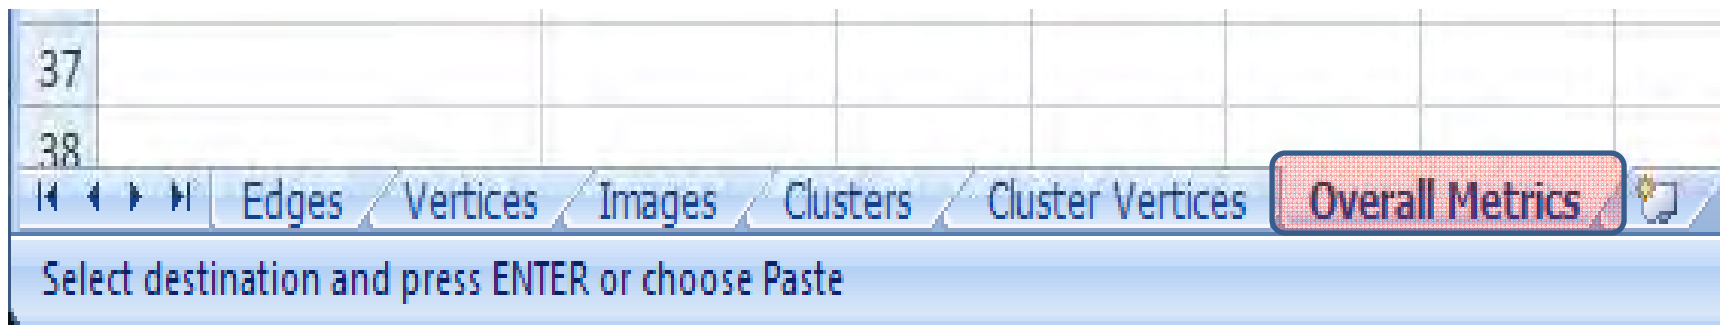 37
38
Edges Vertices Images Clusters Cluster Vertices Overall Metrics
Select destination and press ENTER or choose Paste